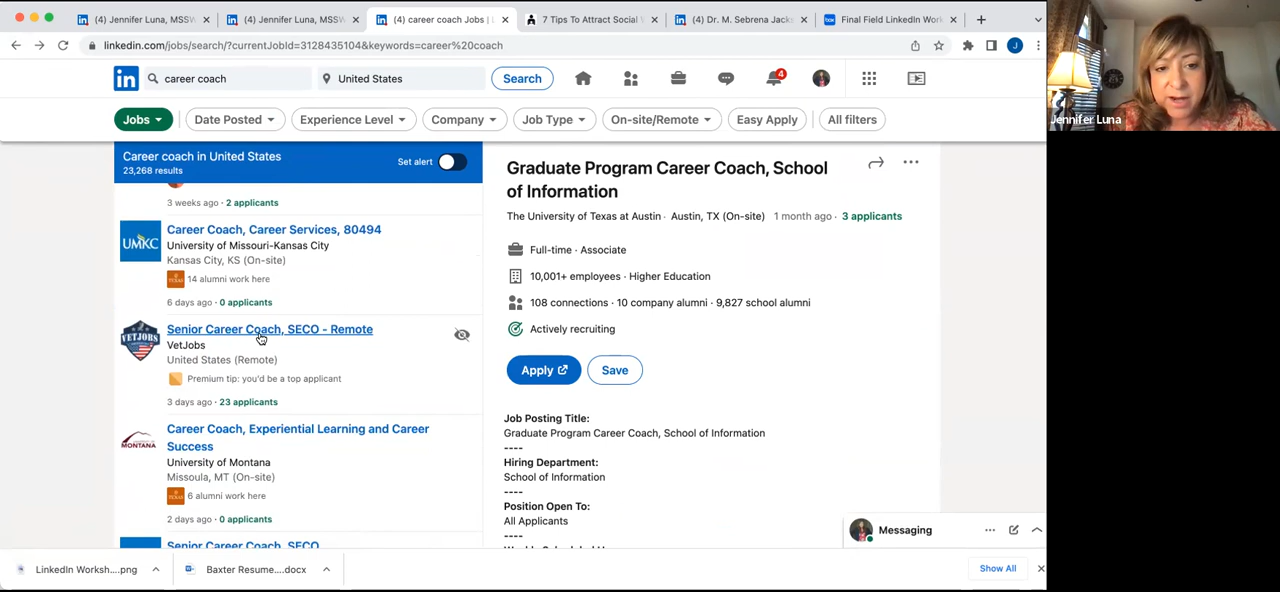 (4) Jennifer Luna, MSSW
(4) Jennifer Luna, MSSW
(4) career coach Jobs |
7 Tips To Attract Social
(4) Dr. M. Sebrena Jacks
Final Field LinkedIn Work
linkedin.com/jobs/search/?currentJobId=3128435104&keywords=career%20coach
J
in
career coach
United States
Search
4
Jobs
Date Posted
Experience Level
Company
Job Type
On-site/Remote
Easy Apply
All filters
Jennifer Luna
Career coach in United States
23,268 results
Set alert
3 weeks ago · 2 applicants
UMKC
Career Coach, Career Services, 80494
University of Missouri-Kansas City
Kansas City, KS (On-site)
TEXAS
14 alumni work here
6 days ago · 0 applicants
VETJOBS
Senior Career Coach, SECO - Remote
VetJobs
United States (Remote)
Premium tip: you'd be a top applicant
3 days ago · 23 applicants
MONTANA
Career Coach, Experiential Learning and Career
Success
University of Montana
Missoula, MT (On-site)
TEXAS
6 alumni work here
2 days ago · 0 applicants
Senior Career Coach, SECO
Graduate Program Career Coach, School
of Information
The University of Texas at Austin · Austin, TX (On-site) 1 month ago · 3 applicants
Full-time · Associate
10,001+ employees · Higher Education
108 connections · 10 company alumni · 9,827 school alumni
Actively recruiting
Apply
Save
Job Posting Title:
Graduate Program Career Coach, School of Information
----
Hiring Department:
School of Information
----
Position Open To:
All Applicants
----
Messaging
LinkedIn Worksh....png
Baxter Resume....docx
Show All